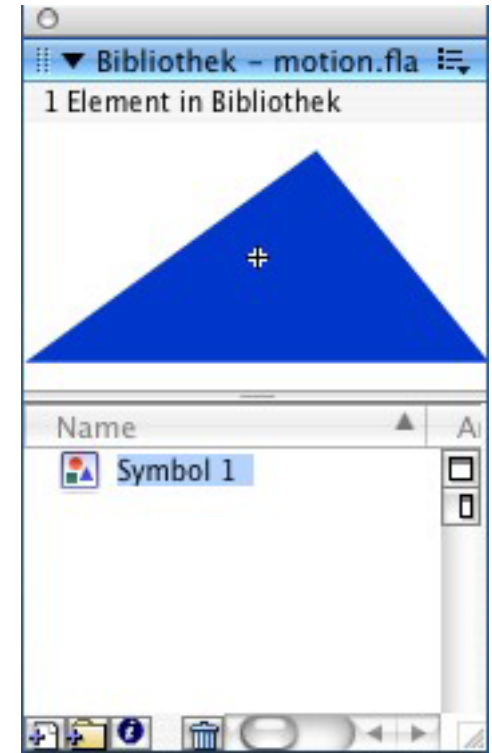 Bibliothek – motion.fla
1 Element in Bibliothek
Name
Symbol 1